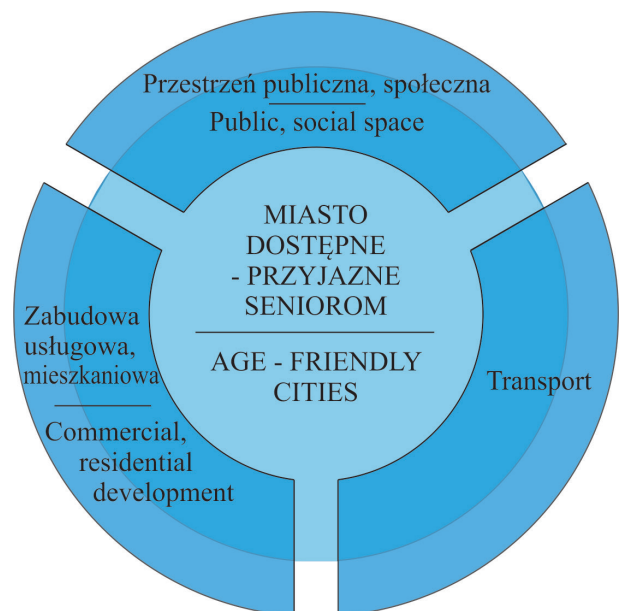 Przestrzeń publiczna, społeczna
Public, social space
MIASTO
DOSTĘPNE
- PRZYJAZNE
SENIOROM
AGE - FRIENDLY
CITIES
Zabudowa
usługowa,
mieszkaniowa
Commercial,
residential
development
Transport